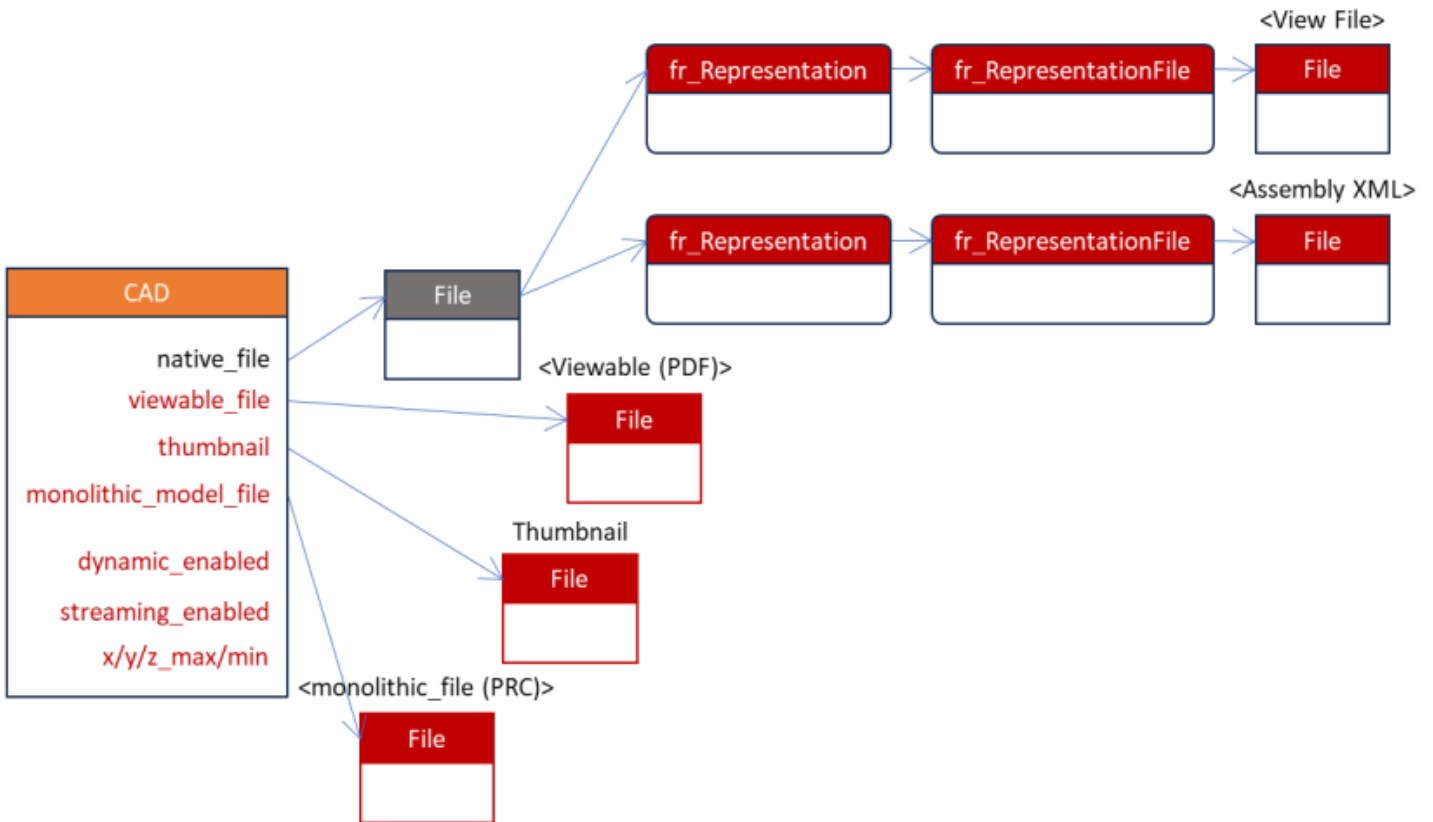 <View File>
fr_Representation
fr_RepresentationFile
File
<Assembly XML>
fr_Representation
fr_RepresentationFile
File
CAD
native_file
viewable_file
thumbnail
monolithic_model_file
dynamic_enabled
streaming_enabled
x/y/z_max/min
File
<Viewable (PDF)>
File
Thumbnail
File
<monolithic_file (PRC)>
File